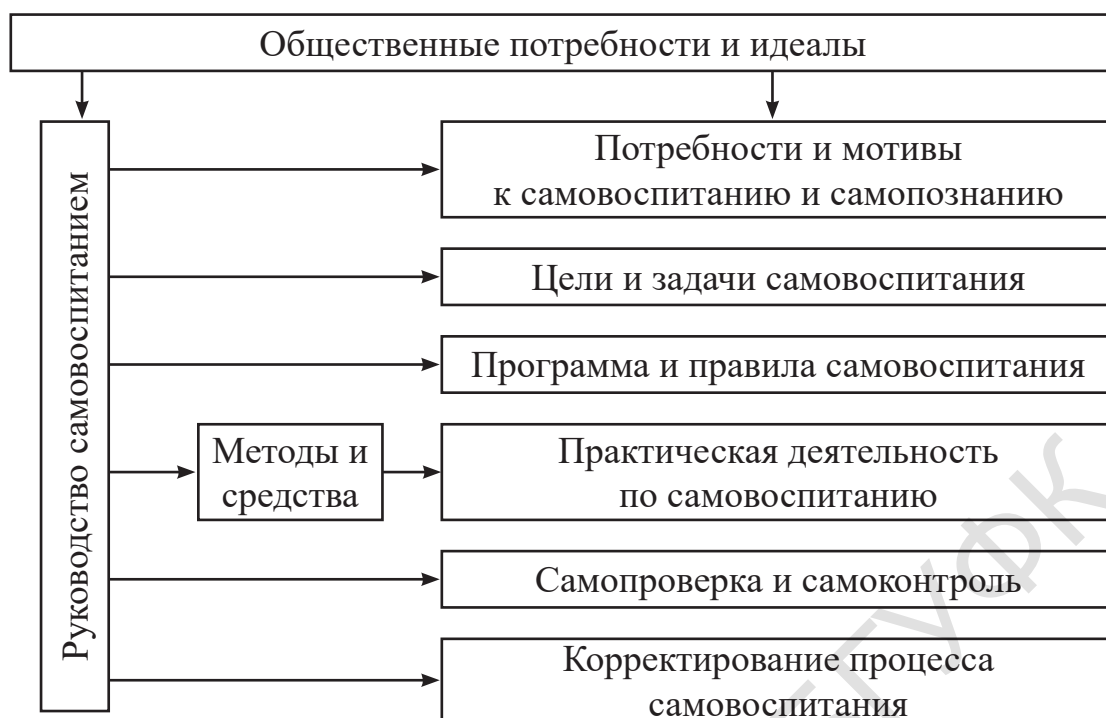 Общественные потребности и идеалы
Руководство самовоспитанием
Потребности и мотивы
к самовоспитанию и самопознанию
Цели и задачи самовоспитания
Программа и правила самовоспитания
Методы и
средства
Практическая деятельность
по самовоспитанию
Самопроверка и самоконтроль
Корректирование процесса
самовоспитания
ГУФК